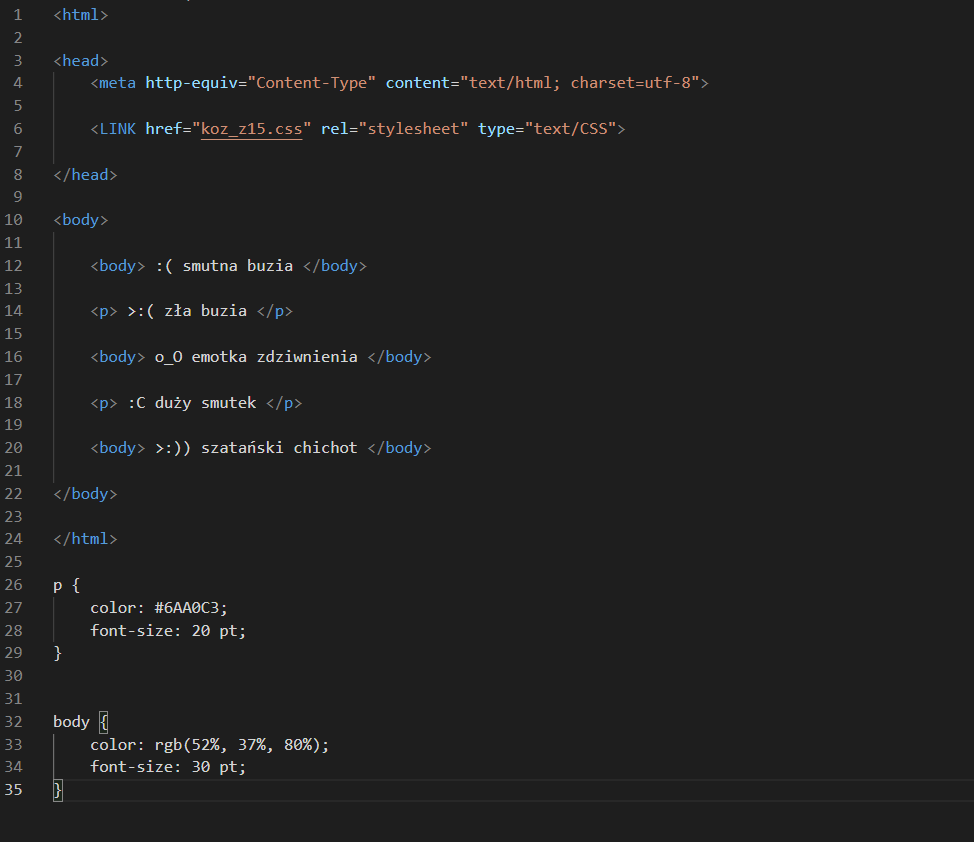 1 <html>
2
3 <head>
4 <meta http-equiv="Content-Type" content="text/html; charset=utf-8">
5
6 <LINK href="koz_z15.css" rel="stylesheet" type="text/CSS">
7
8 </head>
9
10 <body>
11
12 <body> :( smutna buzia </body>
13
14 <p> >:( zła buzia </p>
15
16 <body> o_O emotka zdziwnienia </body>
17
18 <p> :C duży smutek </p>
19
20 <body> >:)) szatański chichot </body>
21
22 </body>
23
24 </html>
25
26 p {
27 color: #6AA0C3;
28 font-size: 20 pt;
29 }
30
31
32 body {
33 color: rgb(52%, 37%, 80%);
34 font-size: 30 pt;
35 }